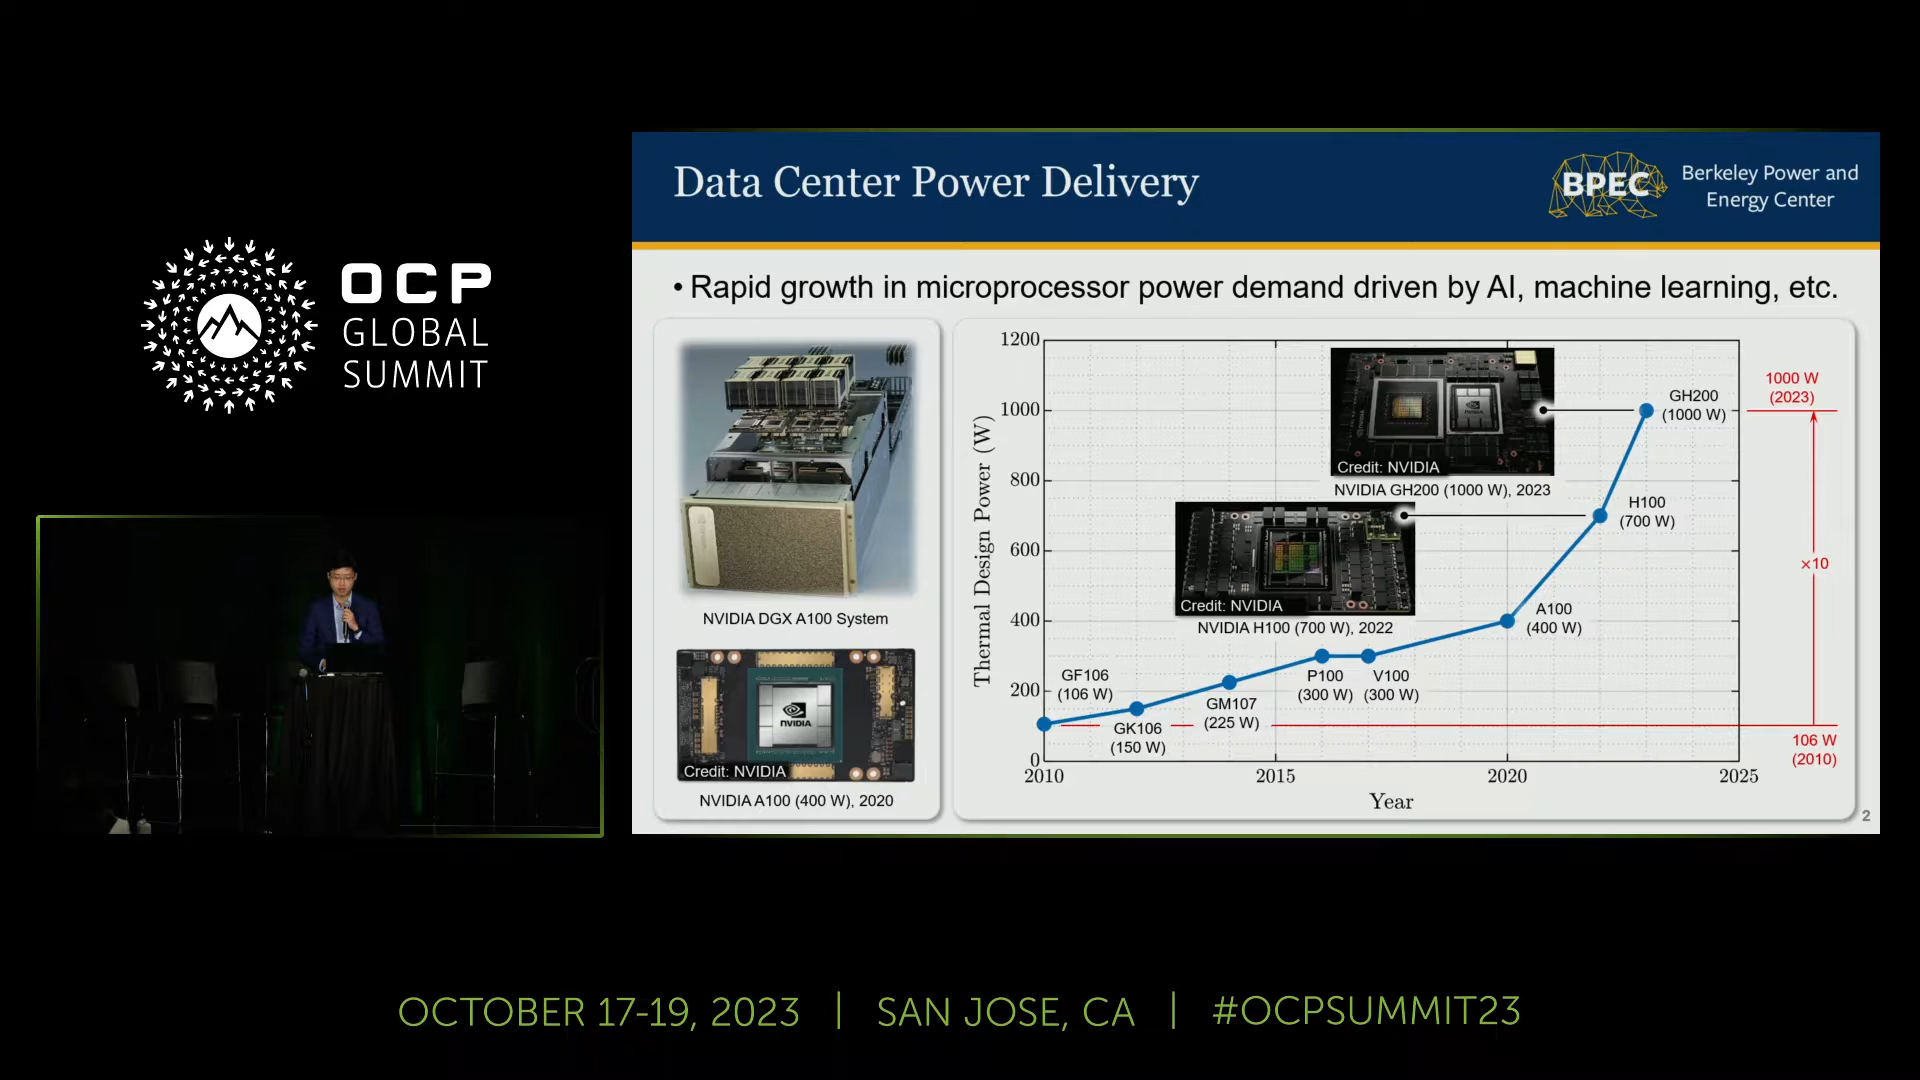 OCP
GLOBAL
SUMMIT
Data Center Power Delivery
BPEC
Berkeley Power and
Energy Center
• Rapid growth in microprocessor power demand driven by AI, machine learning, etc.
NVIDIA DGX A100 System
NVIDIA
Credit: NVIDIA
NVIDIA A100 (400 W), 2020
Thermal Design Power (W)
1200
1000
800
600
400
200
0
2010
2015
2020
2025
Year
Credit: NVIDIA
NVIDIA GH200 (1000 W), 2023
Credit: NVIDIA
NVIDIA H100 (700 W), 2022
GF106
(106 W)
GK106
(150 W)
GM107
(225 W)
P100
(300 W)
V100
(300 W)
A100
(400 W)
H100
(700 W)
GH200
(1000 W)
1000 W
(2023)
×10
106 W
(2010)
2
OCTOBER 17-19, 2023 | SAN JOSE, CA | #OCPSUMMIT23